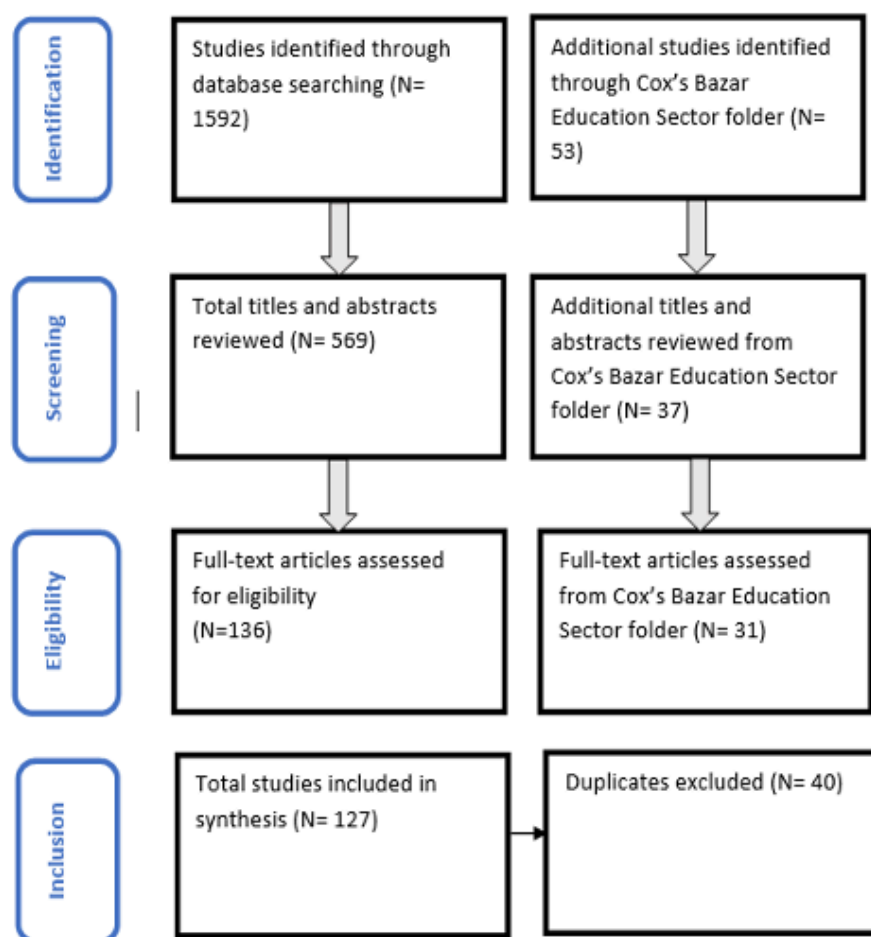 Identification
Studies identified through
database searching (N=
1592)
Additional studies identified
through Cox's Bazar
Education Sector folder (N=
53)
Screening
Total titles and abstracts
reviewed (N= 569)
Additional titles and
abstracts reviewed from
Cox's Bazar Education Sector
folder (N= 37)
Eligibility
Full-text articles assessed
for eligibility
(N=136)
Full-text articles assessed
from Cox's Bazar Education
Sector folder (N= 31)
Inclusion
Total studies included in
synthesis (N= 127)
Duplicates excluded (N= 40)